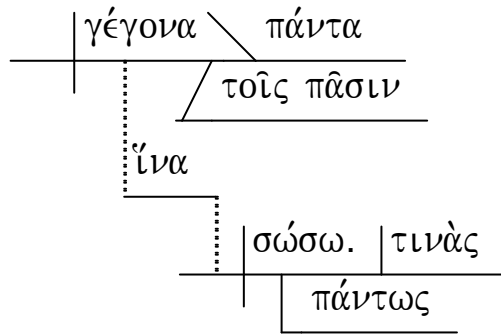 γέγονα πάντα
τοῖς πᾶσιν
ἵνα
σώσω. τινὰς
πάντως